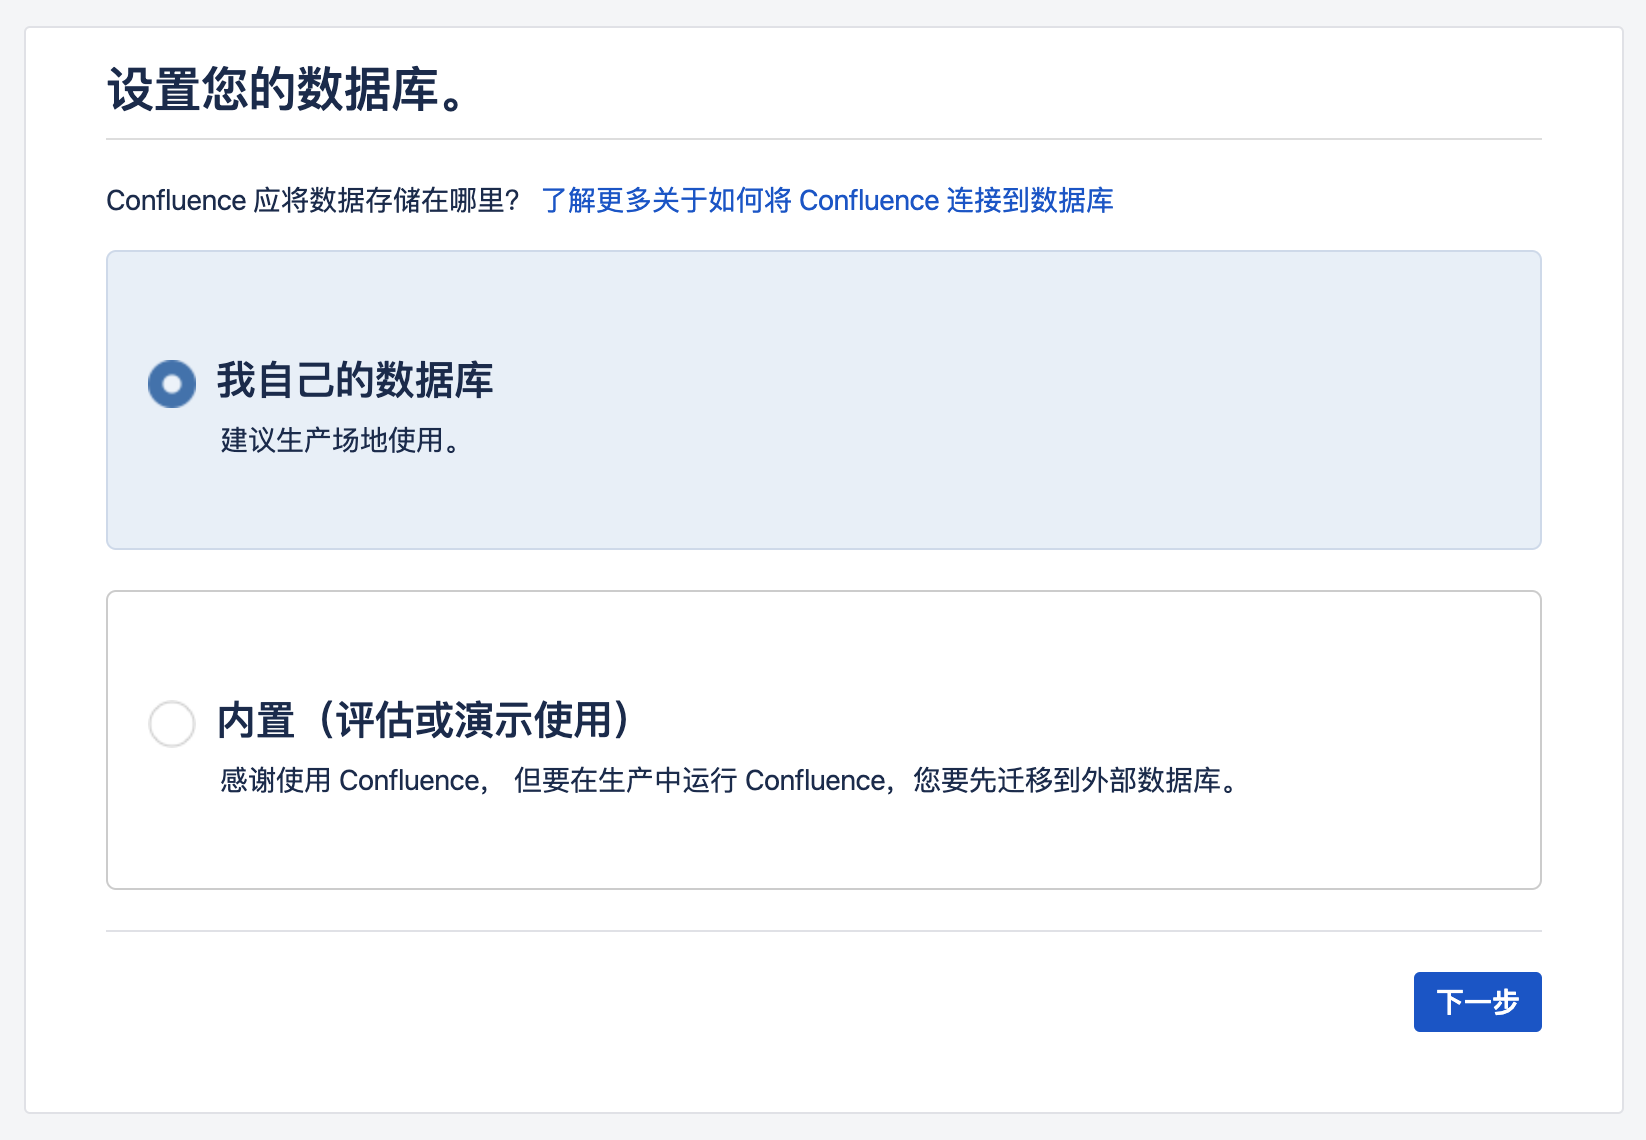 设置您的数据库。
Confluence 应将数据存储在哪里？ 了解更多关于如何将 Confluence 连接到数据库
我自己的数据库
建议生产场地使用。
内置（评估或演示使用）
感谢使用 Confluence， 但要在生产中运行 Confluence，您要先迁移到外部数据库。
下一步